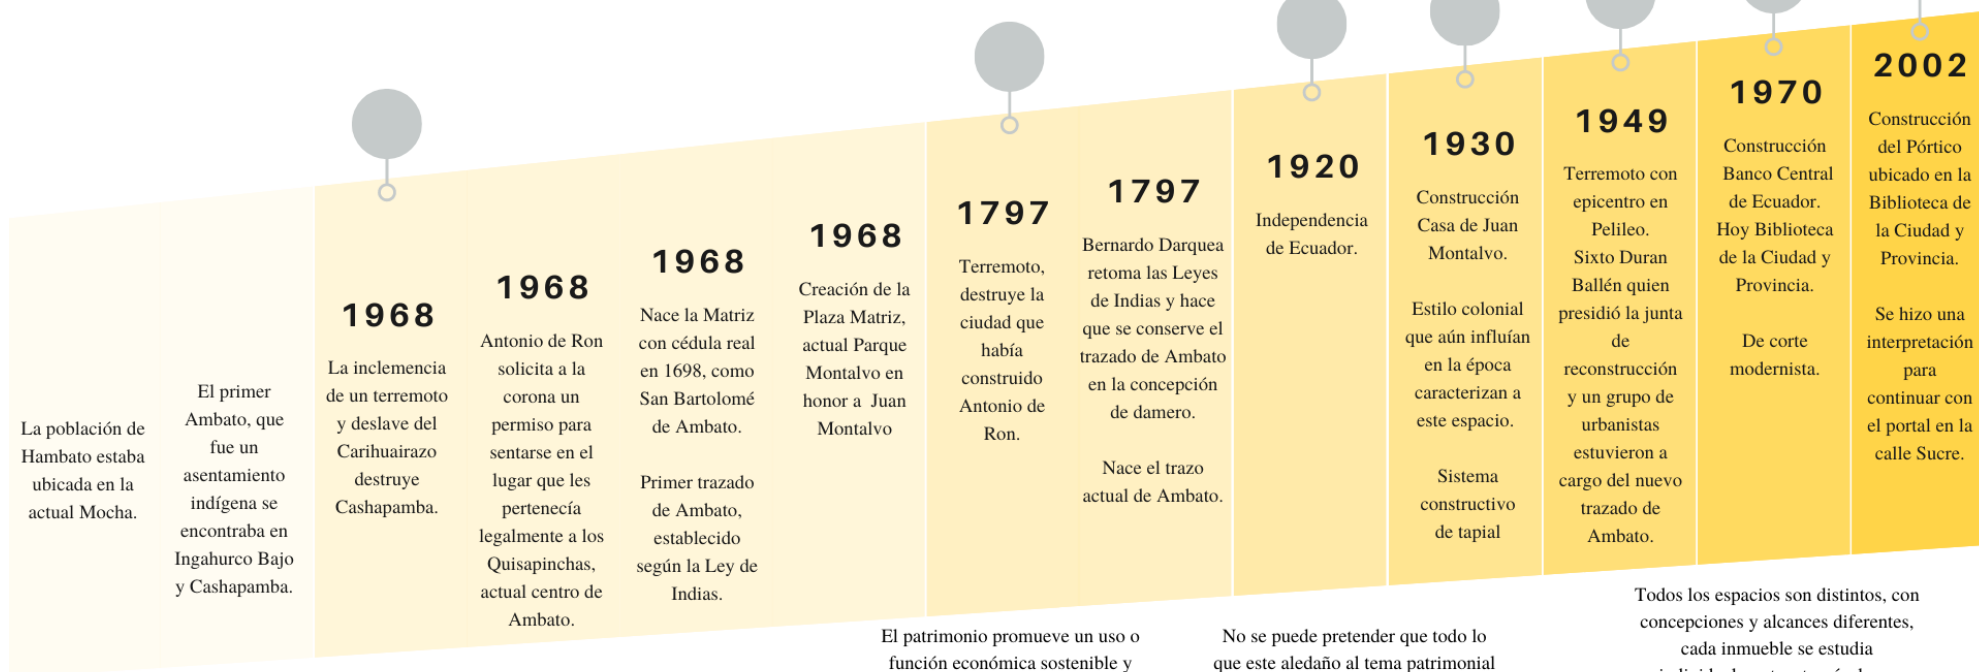 La población de
Hambato estaba
ubicada en la
actual Mocha.
El primer
Ambato, que
fue un
asentamiento
indígena se
encontraba en
Ingahurco Bajo
y Cashapamba.
1968
La inclemencia
de un terremoto
y deslave del
Carihuairazo
destruye
Cashapamba.
1968
Antonio de Ron
solicita a la
corona un
permiso para
sentarse en el
lugar que les
pertenecía
legalmente a los
Quisapinchas,
actual centro de
Ambato.
1968
Nace la Matriz
con cédula real
en 1698, como
San Bartolomé
de Ambato.
Primer trazado
de Ambato,
establecido
según la Ley de
Indias.
1968
Creación de la
Plaza Matriz,
actual Parque
Montalvo en
honor a Juan
Montalvo
1797
Terremoto,
destruye la
ciudad que
había
construido
Antonio de
Ron.
1797
Bernardo Darquea
retoma las Leyes
de Indias y hace
que se conserve el
trazado de Ambato
en la concepción
de damero.
Nace el trazo
actual de Ambato.
1920
Independencia
de Ecuador.
1930
Construcción
Casa de Juan
Montalvo.
Estilo colonial
que aún influían
en la época
caracterizan a
este espacio.
Sistema
constructivo
de tapial
1949
Terremoto con
epicentro en
Pelileo.
Sixto Duran
Ballén quien
presidió la junta
de
reconstrucción
y un grupo de
urbanistas
estuvieron a
cargo del nuevo
trazado de
Ambato.
1970
Construcción
Banco Central
de Ecuador.
Hoy Biblioteca
de la Ciudad y
Provincia.
De corte
modernista.
2002
Construcción
del Pórtico
ubicado en la
Biblioteca de
la Ciudad y
Provincia.
Se hizo una
interpretación
para
continuar con
el portal en la
calle Sucre.
El patrimonio promueve un uso o
función económica sostenible y
No se puede pretender que todo lo
que este aledaño al tema patrimonial
Todos los espacios son distintos, con
concepciones y alcances diferentes,
cada inmueble se estudia